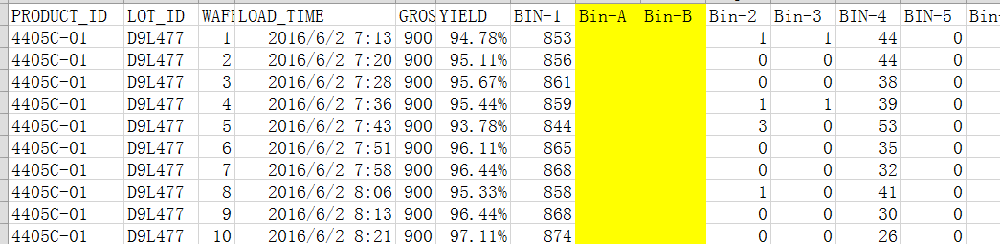 PRODUCT_ID LOT_ID WAF LOAD_TIME GROS YIELD BIN-1 Bin-A Bin-B Bin-2 Bin-3 BIN-4 BIN-5 Bin-
4405C-01 D9L477 1 2016/6/2 7:13 900 94.78% 853 1 1 44 0
4405C-01 D9L477 2 2016/6/2 7:20 900 95.11% 856 0 0 44 0
4405C-01 D9L477 3 2016/6/2 7:28 900 95.67% 861 0 0 38 0
4405C-01 D9L477 4 2016/6/2 7:36 900 95.44% 859 1 1 39 0
4405C-01 D9L477 5 2016/6/2 7:43 900 93.78% 844 3 0 53 0
4405C-01 D9L477 6 2016/6/2 7:51 900 96.11% 865 0 0 35 0
4405C-01 D9L477 7 2016/6/2 7:58 900 96.44% 868 0 0 32 0
4405C-01 D9L477 8 2016/6/2 8:06 900 95.33% 858 1 0 41 0
4405C-01 D9L477 9 2016/6/2 8:13 900 96.44% 868 0 0 30 0
4405C-01 D9L477 10 2016/6/2 8:21 900 97.11% 874 0 0 26 0